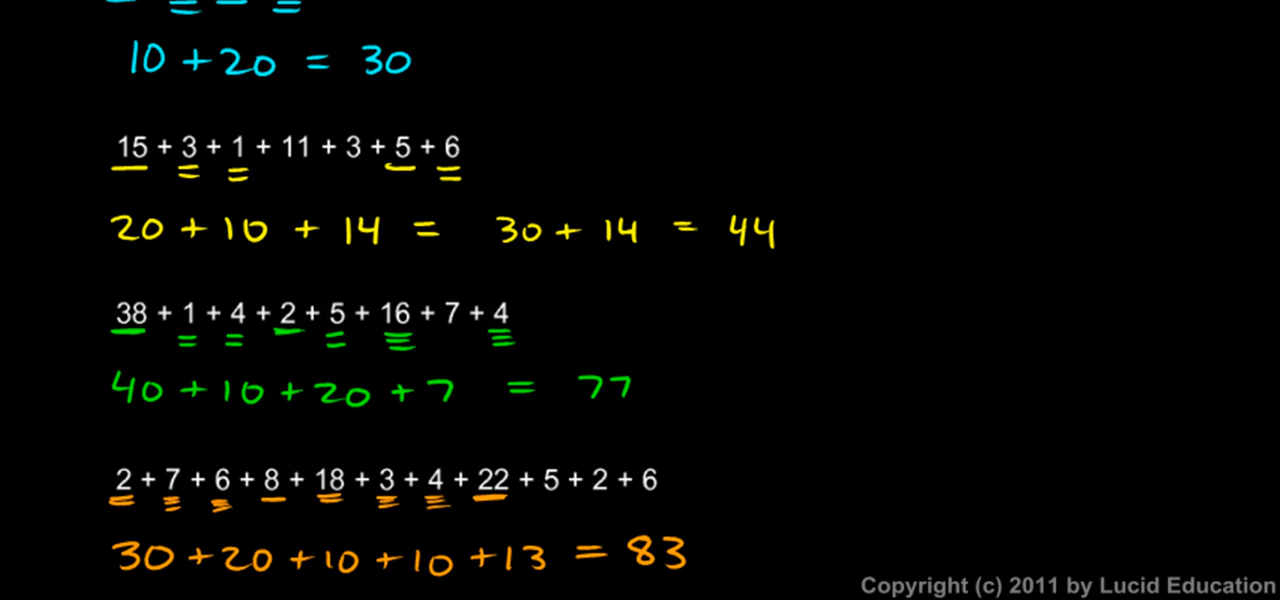 10 + 20 = 30
15 + 3 + 1 + 11 + 3 + 5 + 6
20 + 10 + 14 = 30 + 14 = 44
38 + 1 + 4 + 2 + 5 + 16 + 7 + 4
40 + 10 + 20 + 7 = 77
2 + 7 + 6 + 8 + 18 + 3 + 4 + 22 + 5 + 2 + 6
30 + 20 + 10 + 10 + 13 = 83
Copyright (c) 2011 by Lucid Education